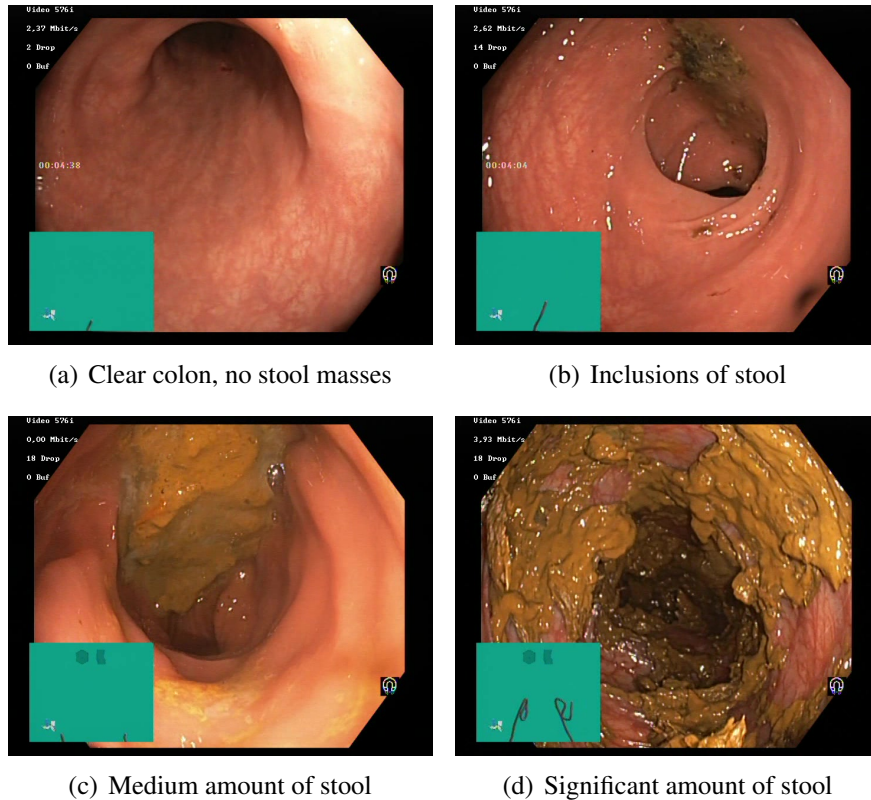 Video 576i
2,37 Mbit/s
2 Drop
0 Buf
00:04:38
(a) Clear colon, no stool masses
Video 576i
2,62 Mbit/s
14 Drop
0 Buf
00:04:04
(b) Inclusions of stool
Video 576i
0,00 Mbit/s
18 Drop
0 Buf
(c) Medium amount of stool
Video 576i
3,93 Mbit/s
18 Drop
0 Buf
(d) Significant amount of stool